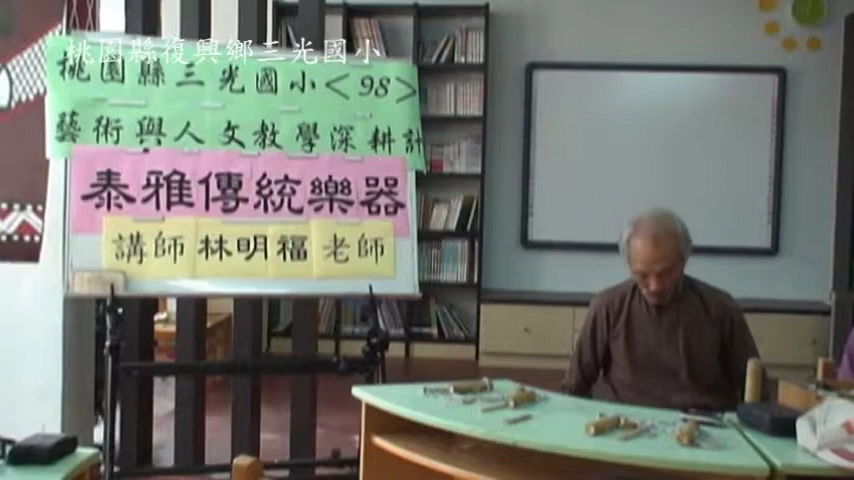 桃園縣復興鄉三光國小
桃園縣三光國小<98>
藝術與人文教學深耕計
泰雅傳統樂器
講師 林明福 老師